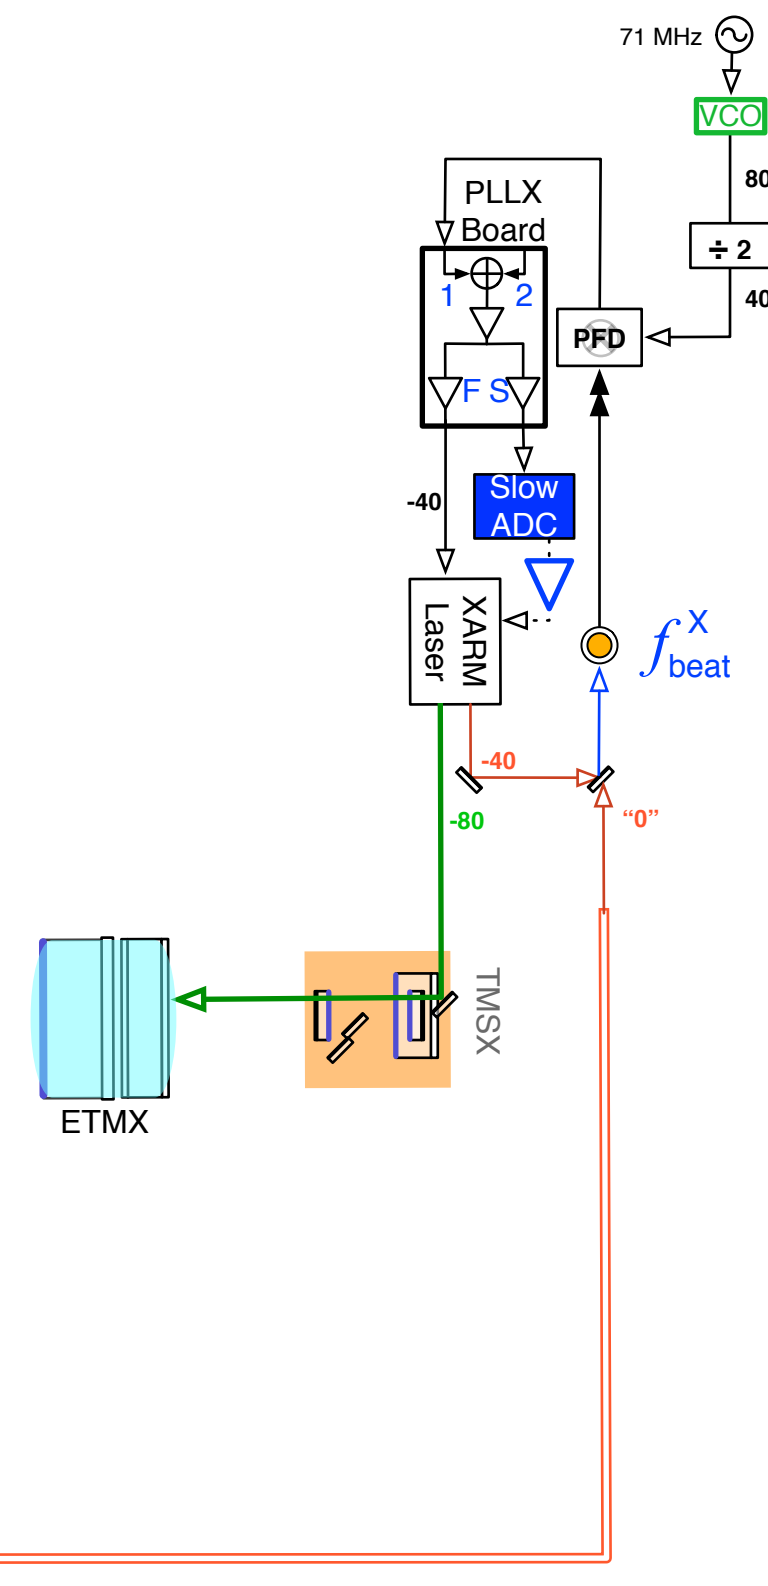 71 MHz
VCO
80
÷ 2
40
PLLX
Board
1 2
PFD
F S
-40
Slow
ADC
XARM
Laser
f X
beat
-40
-80
“0”
TMSX
ETMX